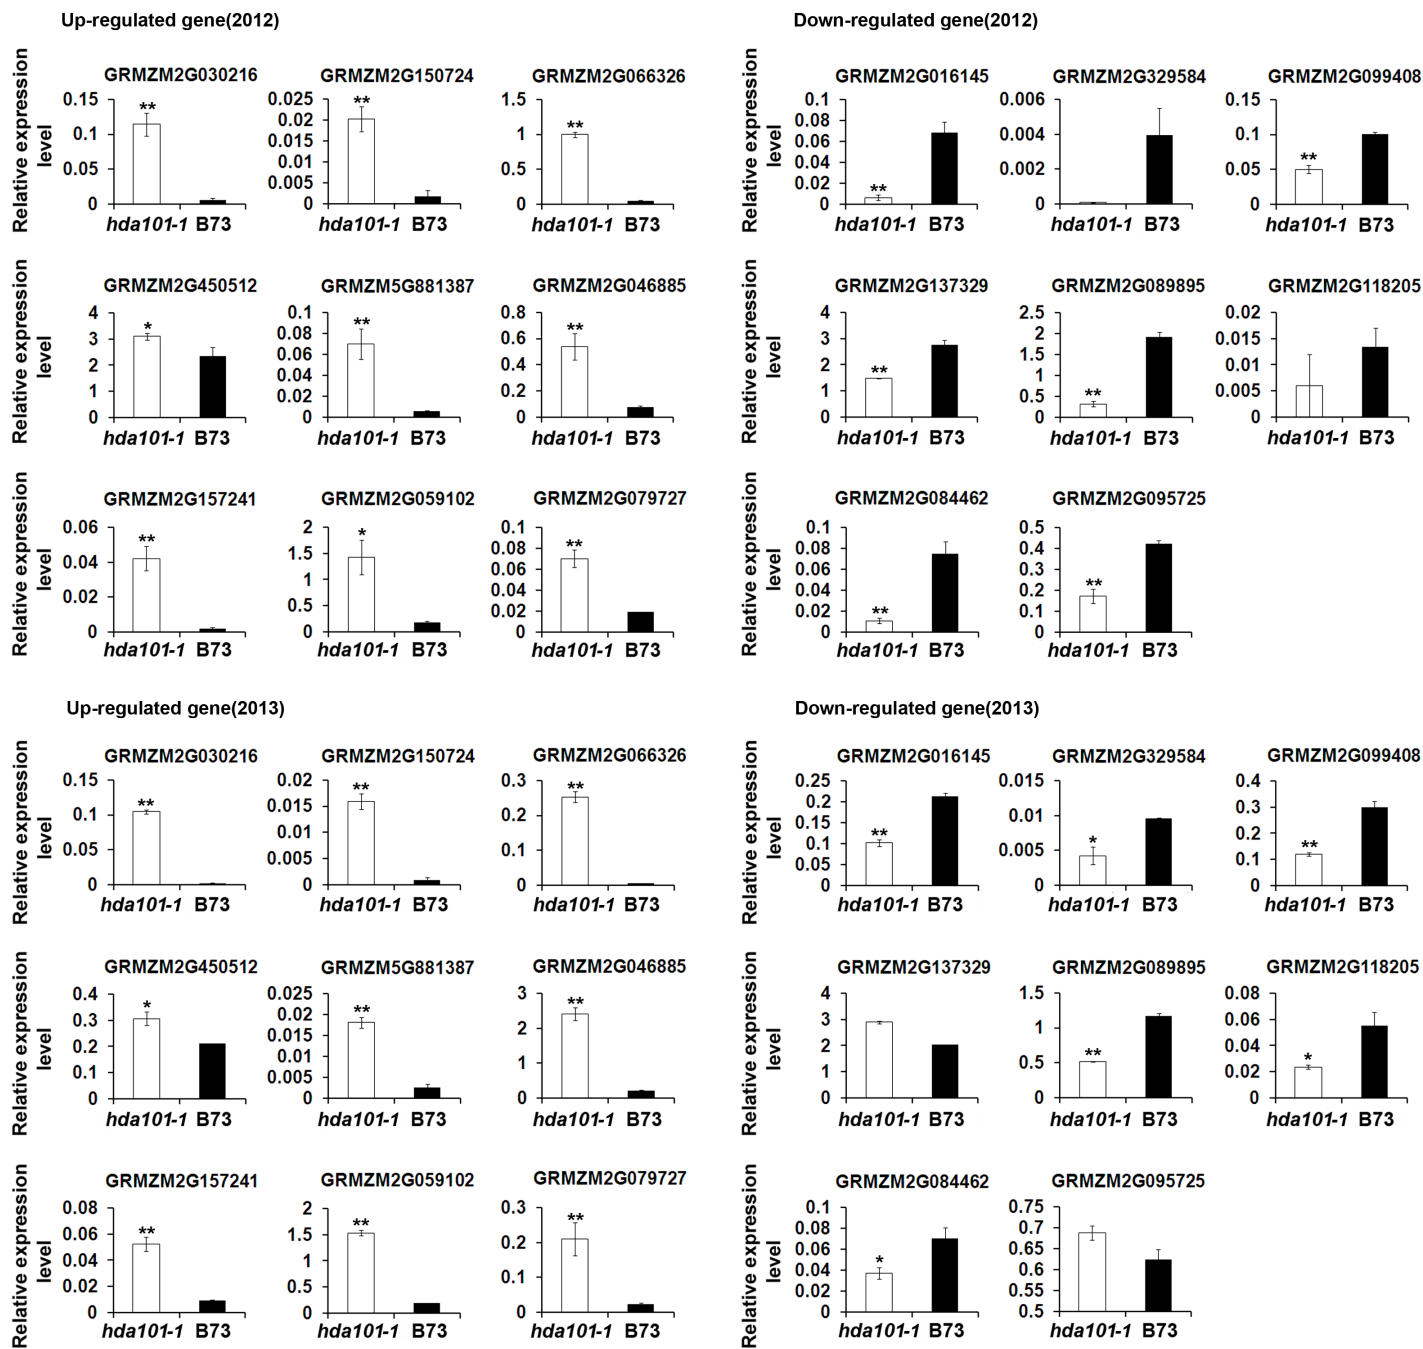 Up-regulated gene(2012)
GRMZM2G030216 GRMZM2G150724 GRMZM2G066326
Relative expression level
0.15 0.1 0.05 0
**
hda101-1 B73
0.025 0.02 0.015 0.01 0.005 0
**
hda101-1 B73
1.5 1 0.5 0
**
hda101-1 B73
GRMZM2G450512 GRMZM5G881387 GRMZM2G046885
Relative expression level
4 3 2 1 0
*
hda101-1 B73
0.1 0.08 0.06 0.04 0.02 0
**
hda101-1 B73
0.8 0.6 0.4 0.2 0
**
hda101-1 B73
GRMZM2G157241 GRMZM2G059102 GRMZM2G079727
Relative expression level
0.06 0.04 0.02 0
**
hda101-1 B73
2 1.5 1 0.5 0
*
hda101-1 B73
0.1 0.08 0.06 0.04 0.02 0
**
hda101-1 B73
Down-regulated gene(2012)
GRMZM2G016145 GRMZM2G329584 GRMZM2G099408
Relative expression level
0.1 0.08 0.06 0.04 0.02 0
**
hda101-1 B73
0.006 0.004 0.002 0.000
hda101-1 B73
0.15 0.1 0.05 0
**
hda101-1 B73
GRMZM2G137329 GRMZM2G089895 GRMZM2G118205
Relative expression level
4 3 2 1 0
**
hda101-1 B73
2.5 2 1.5 1 0.5 0
**
hda101-1 B73
0.02 0.015 0.01 0.005 0
hda101-1 B73
GRMZM2G084462 GRMZM2G095725
Relative expression level
0.1 0.08 0.06 0.04 0.02 0
**
hda101-1 B73
0.5 0.4 0.3 0.2 0.1 0
**
hda101-1 B73
Up-regulated gene(2013)
GRMZM2G030216 GRMZM2G150724 GRMZM2G066326
Relative expression level
0.15 0.1 0.05 0
**
hda101-1 B73
0.02 0.015 0.01 0.005 0
**
hda101-1 B73
0.3 0.2 0.1 0
**
hda101-1 B73
GRMZM2G450512 GRMZM5G881387 GRMZM2G046885
Relative expression level
0.4 0.3 0.2 0.1 0
*
hda101-1 B73
0.025 0.02 0.015 0.01 0.005 0
**
hda101-1 B73
3 2 1 0
**
hda101-1 B73
GRMZM2G157241 GRMZM2G059102 GRMZM2G079727
Relative expression level
0.08 0.06 0.04 0.02 0
**
hda101-1 B73
2 1.5 1 0.5 0
**
hda101-1 B73
0.3 0.2 0.1 0
**
hda101-1 B73
Down-regulated gene(2013)
GRMZM2G016145 GRMZM2G329584 GRMZM2G099408
Relative expression level
0.25 0.2 0.15 0.1 0.05 0
**
hda101-1 B73
0.015 0.01 0.005 0
*
hda101-1 B73
0.4 0.3 0.2 0.1 0
**
hda101-1 B73
GRMZM2G137329 GRMZM2G089895 GRMZM2G118205
Relative expression level
4 3 2 1 0
hda101-1 B73
1.5 1 0.5 0
**
hda101-1 B73
0.08 0.06 0.04 0.02 0
*
hda101-1 B73
GRMZM2G084462 GRMZM2G095725
Relative expression level
0.1 0.08 0.06 0.04 0.02 0
*
hda101-1 B73
0.75 0.7 0.65 0.6 0.55 0.5
hda101-1 B73